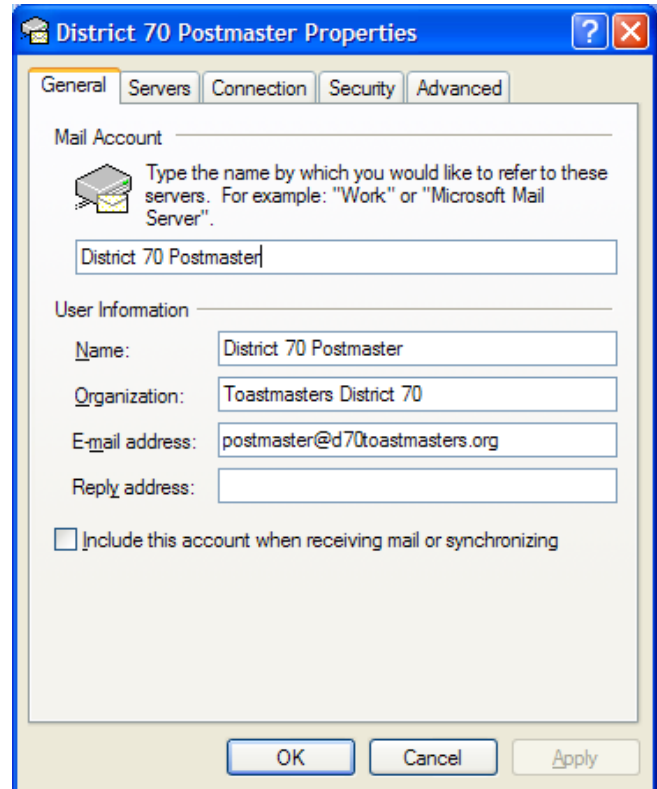 District 70 Postmaster Properties
General Servers Connection Security Advanced
Mail Account
Type the name by which you would like to refer to these
servers. For example: "Work" or "Microsoft Mail
Server".
District 70 Postmaster
User Information
Name: District 70 Postmaster
Organization: Toastmasters District 70
E-mail address: postmaster@d70toastmasters.org
Reply address:
Include this account when receiving mail or synchronizing
OK Cancel Apply